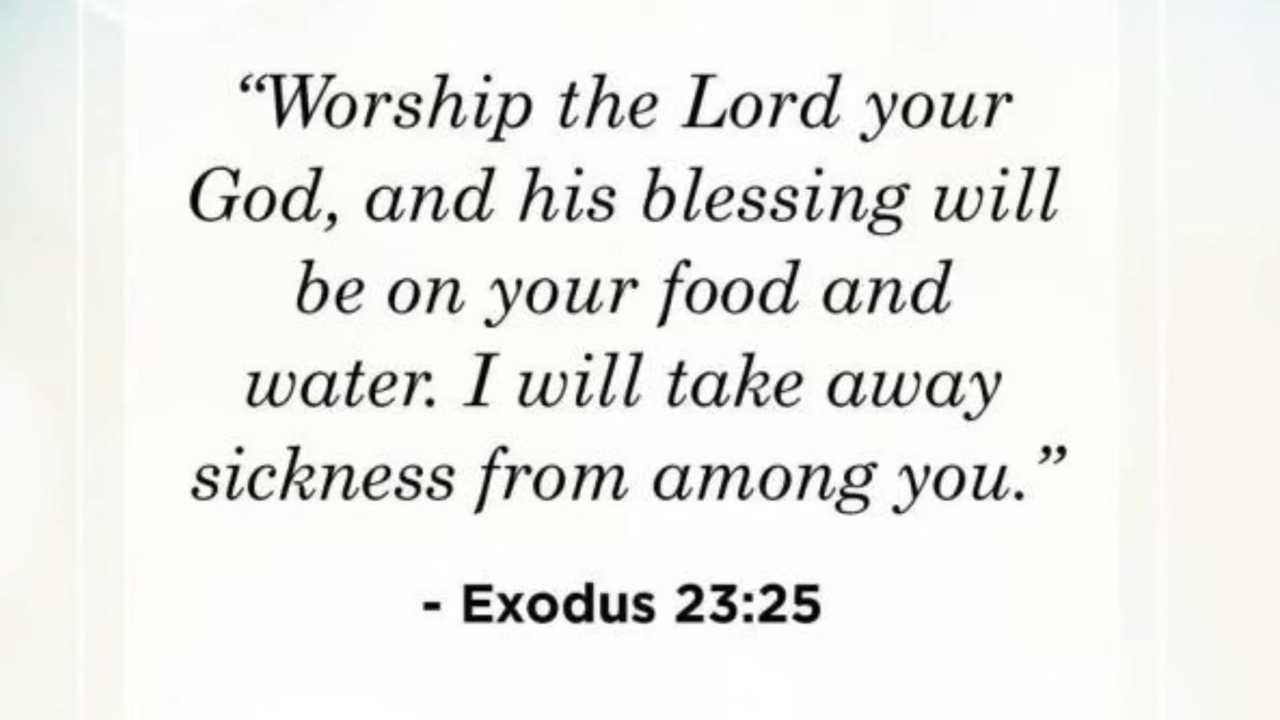 “Worship the Lord your
God, and his blessing will
be on your food and
water. I will take away
sickness from among you.”
- Exodus 23:25